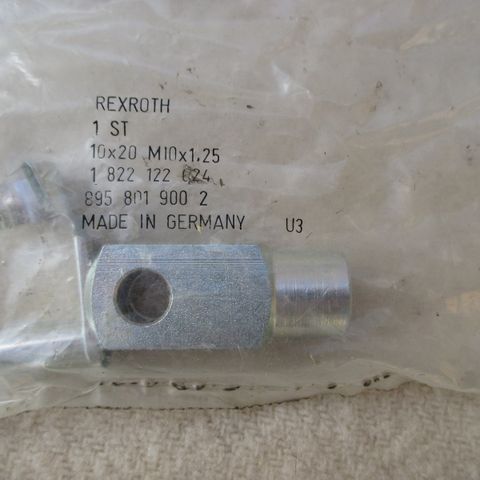 REXROTH
1 ST
10x20 M10x1,25
1 822 122 024
895 801 900 2
MADE IN GERMANY U3